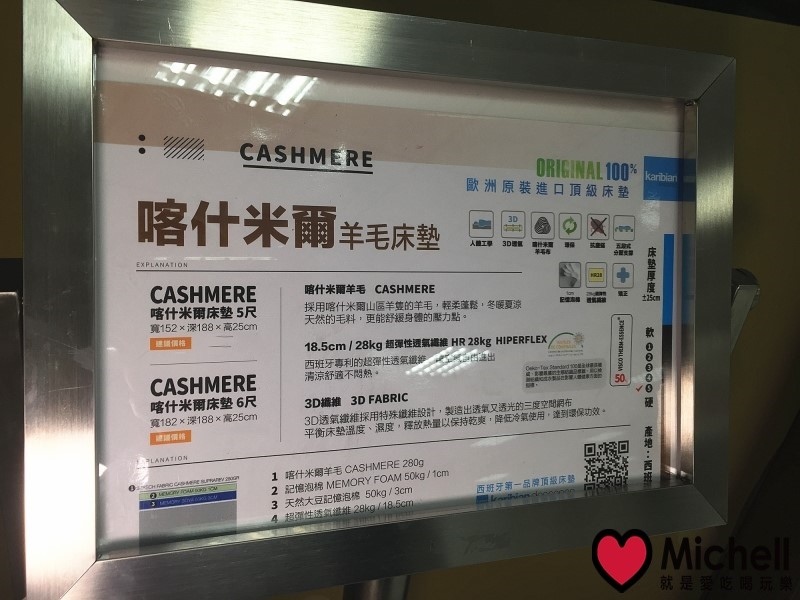 CASHMERE
ORIGINAL 100%
歐洲原裝進口頂級床墊
karibian
喀什米爾羊毛床墊
人體工學
3D透氣
喀什米爾羊毛布
環保
抗塵蟎
五段式分壓支撐
記憶泡棉
HR28
矯正
EXPLANATION
CASHMERE
喀什米爾床墊 5尺
寬152 × 深188 × 高25cm
建議價格
CASHMERE
喀什米爾床墊 6尺
寬182 × 深188 × 高25cm
建議價格
喀什米爾羊毛 CASHMERE
採用喀什米爾山區羊隻的羊毛，輕柔蓬鬆，冬暖夏涼
天然的毛料，更能舒緩身體的壓力點。
18.5cm / 28kg 超彈性透氣纖維 HR 28kg HIPERFLEX
西班牙專利的超彈性透氣纖維
清涼舒適不悶熱。
3D纖維 3D FABRIC
3D透氣纖維採用特殊纖維設計，製造出透氣又透光的三度空間網布
平衡床墊溫度、濕度，釋放熱量以保持乾爽，降低冷氣使用，達到環保功效。
床墊厚度
±25cm
軟
1
2
3
4
5
硬
產地：西班
VISCO THERM-ESSENCE
50
EXPLANATION
1 喀什米爾羊毛 CASHMERE 280g
2 記憶泡棉 MEMORY FOAM 50kg / 1cm
3 天然大豆記憶泡棉 50kg / 3cm
4 超彈性透氣纖維 28kg / 18.5cm
西班牙第一品牌頂級床墊
Michell
就是愛吃喝玩樂